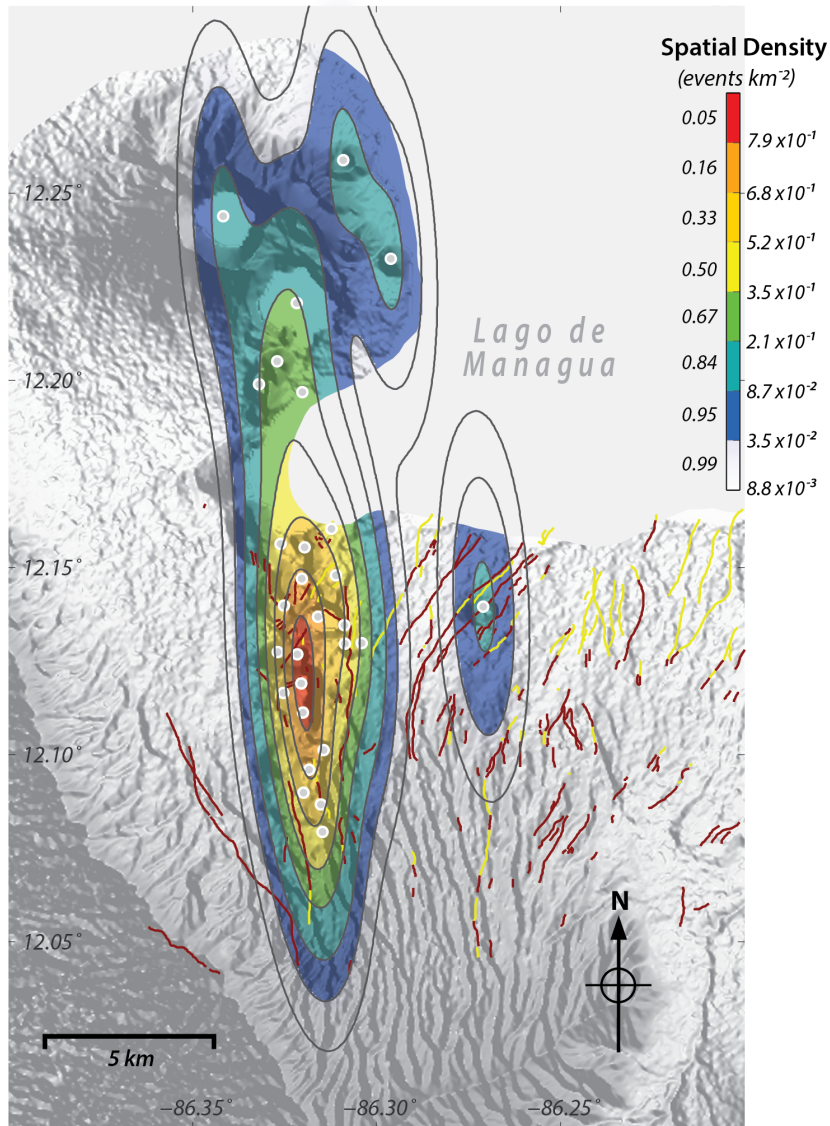 Spatial Density
(events km⁻²)
0.05
7.9 x10⁻¹
0.16
6.8 x10⁻¹
0.33
5.2 x10⁻¹
0.50
3.5 x10⁻¹
0.67
2.1 x10⁻¹
0.84
8.7 x10⁻²
0.95
3.5 x10⁻²
0.99
8.8 x10⁻³
12.25°
Lago de
Managua
12.20°
12.15°
12.10°
N
12.05°
5 km
−86.35°
−86.30°
−86.25°